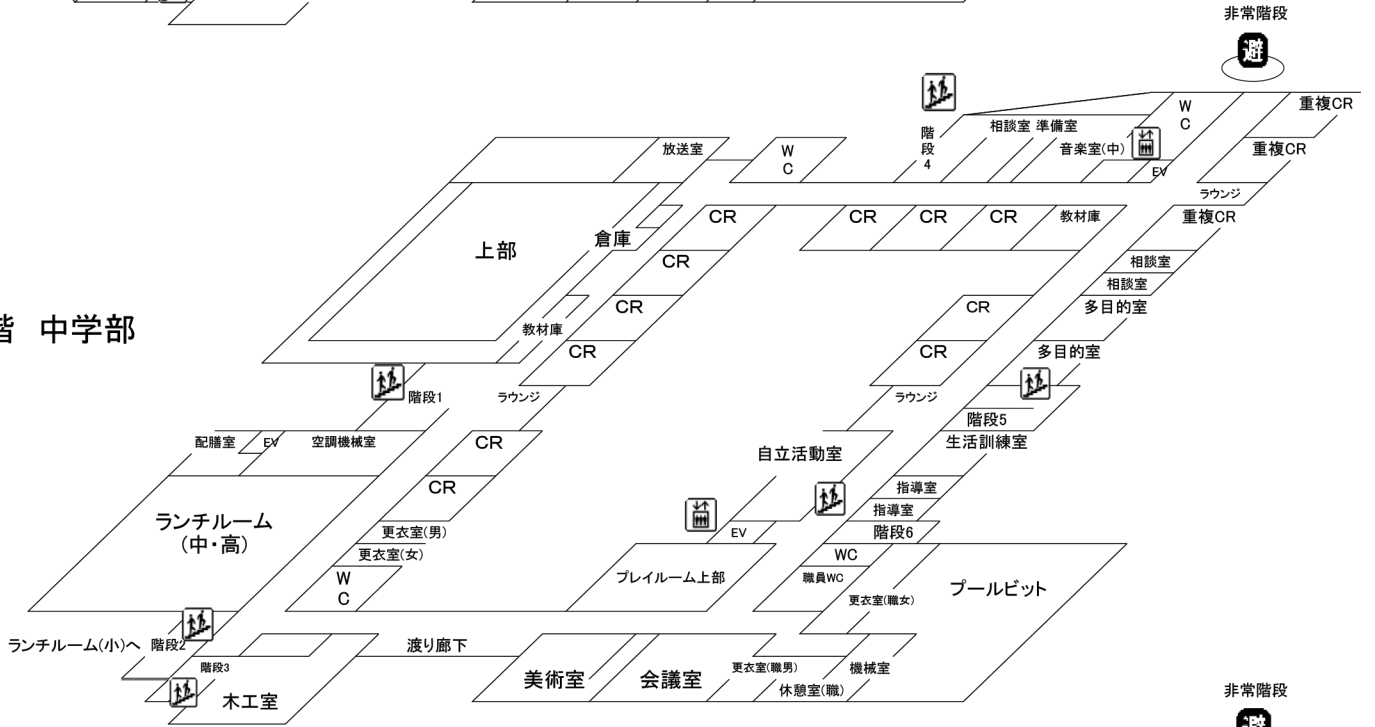 非常階段
避
重複CR
W
C
階
段
4
相談室
準備室
音楽室(中)
EV
重複CR
放送室
W
C
ラウンジ
CR
CR
CR
CR
教材庫
重複CR
倉庫
上部
CR
相談室
相談室
CR
CR
多目的室
階 中学部
教材庫
CR
CR
多目的室
階段1
ラウンジ
ラウンジ
階段5
配膳室
EV
空調機械室
CR
自立活動室
生活訓練室
CR
指導室
指導室
ランチルーム
(中・高)
更衣室(男)
EV
階段6
更衣室(女)
WC
W
C
プレイルーム上部
職員WC
プールピット
更衣室(職女)
ランチルーム(小)へ
階段2
渡り廊下
階段3
木工室
美術室
会議室
更衣室(職男)
機械室
休憩室(職)
非常階段
避